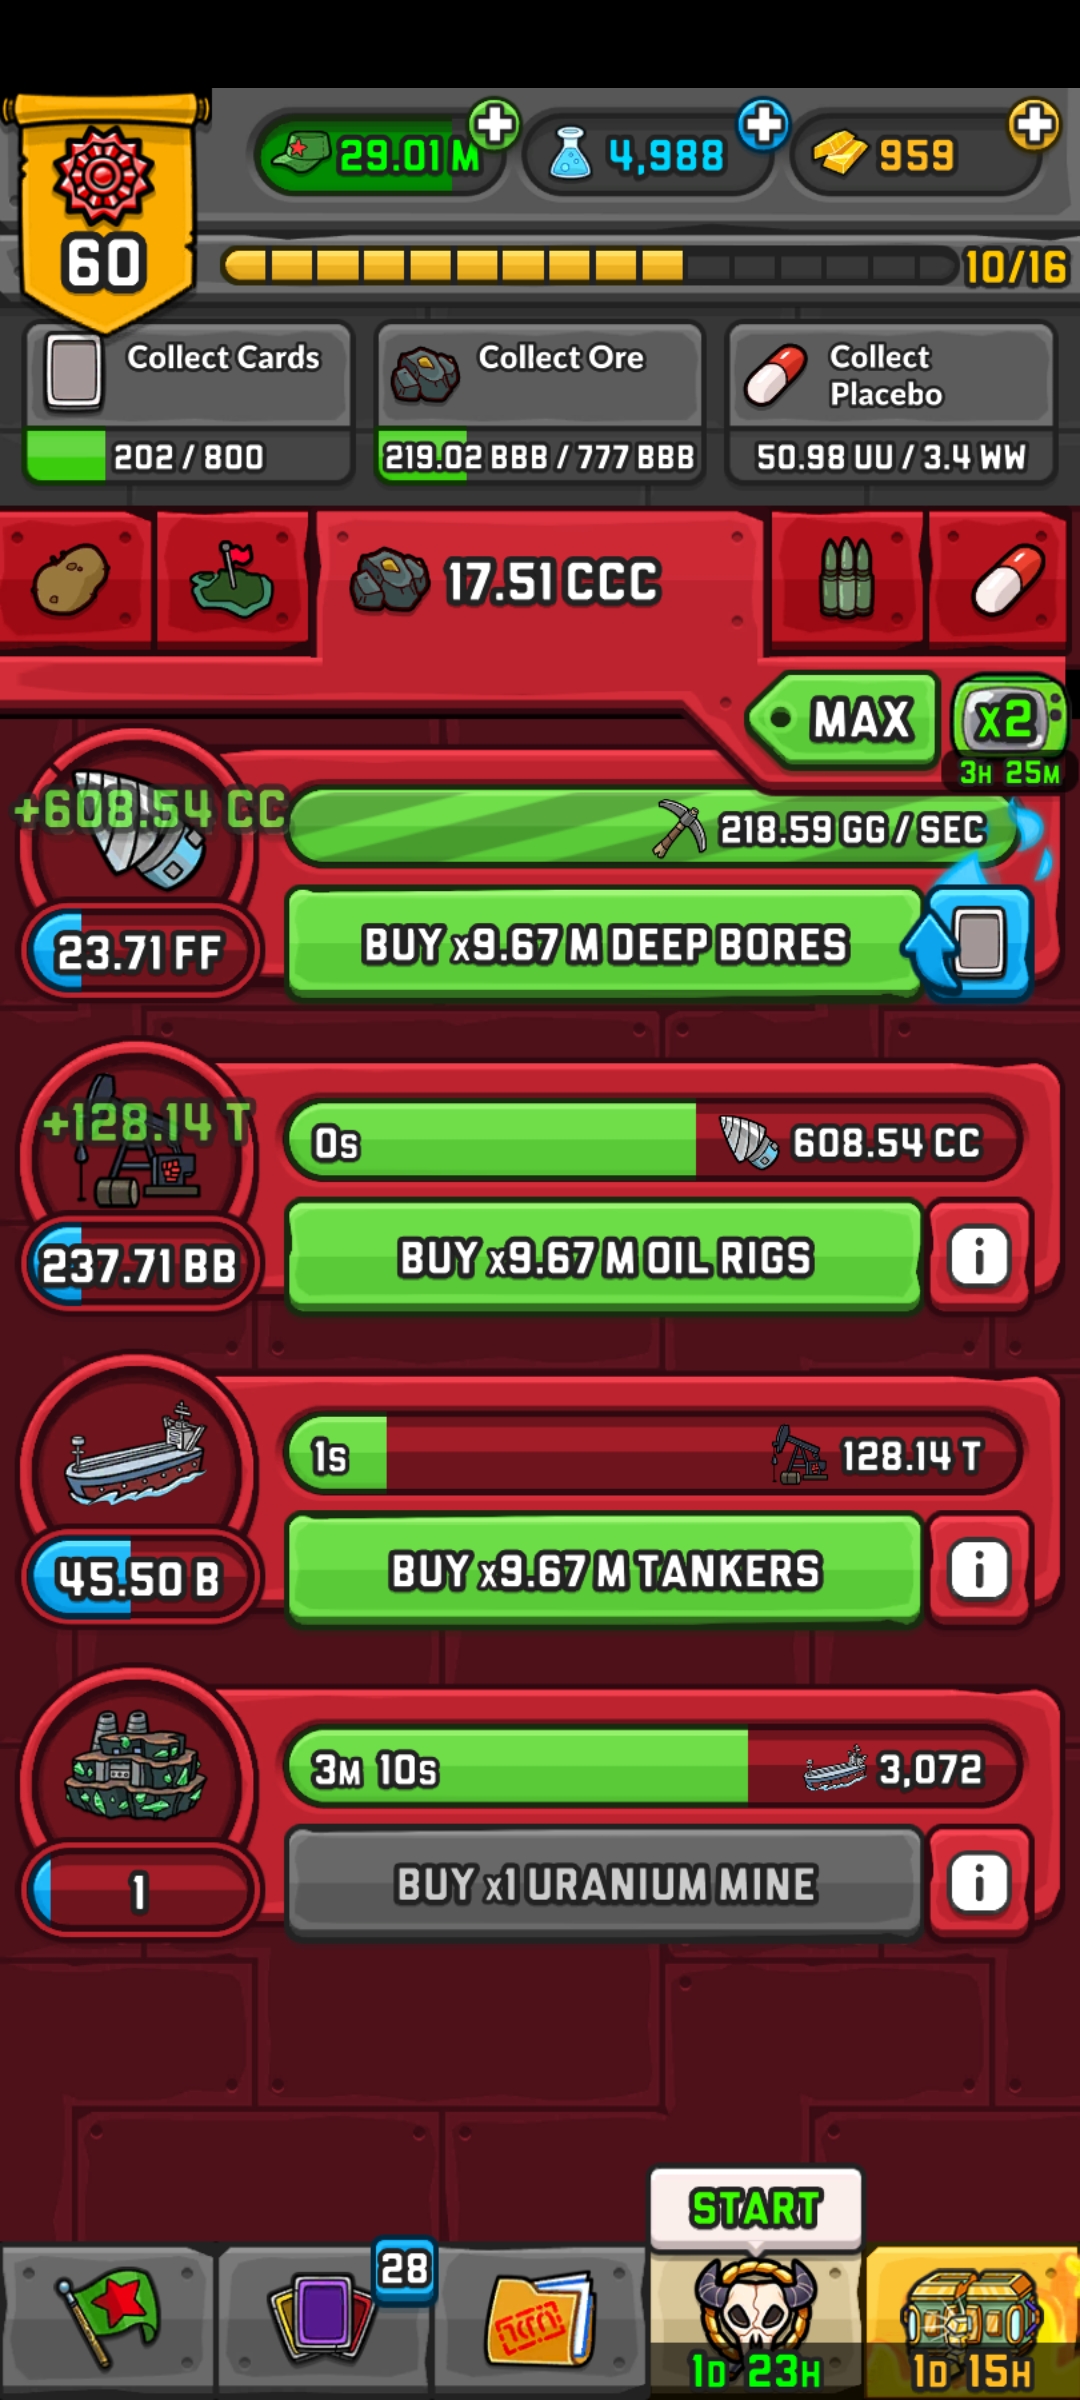 29.01 M
4,988
959
60
10/16
Collect Cards
202 / 800
Collect Ore
219.02 BBB / 777 BBB
Collect
Placebo
50.98 UU / 3.4 WW
17.51 CCC
MAX
x2
3H 25M
+608.54 CC
218.59 GG / SEC
23.71 FF
BUY x9.67 M DEEP BORES
+128.14 T
0s
608.54 CC
237.71 BB
BUY x9.67 M OIL RIGS
i
1s
128.14 T
45.50 B
BUY x9.67 M TANKERS
i
3M 10s
3,072
1
BUY x1 URANIUM MINE
i
START
28
1D 23H
1D 15H